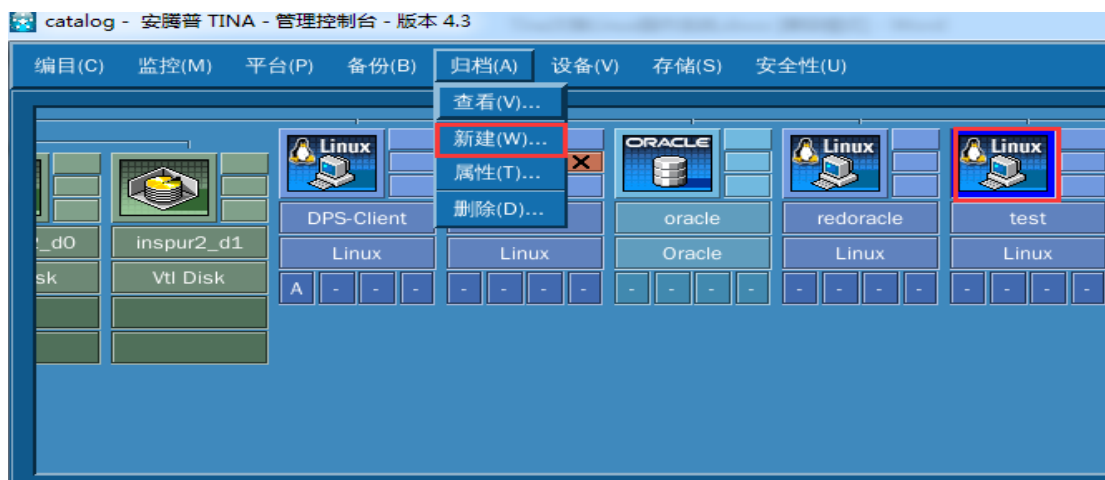 catalog - 安腾普 TINA - 管理控制台 - 版本 4.3
编目(C) 监控(M) 平台(P) 备份(B) 归档(A) 设备(V) 存储(S) 安全性(U)
查看(V)...
新建(W)...
属性(T)...
删除(D)...
Linux ORACLE Linux Linux
DPS-Client oracle redoracle test
_d0 inspur2_d1 Linux Linux Oracle Linux Linux
sk Vtl Disk A - - - - - - - - - - - - - - - - - - -